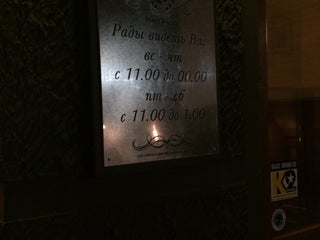 Рады видеть Вас
вс - чт
с 11.00 до 00.00
пт - сб
с 11.00 до 1.00
K